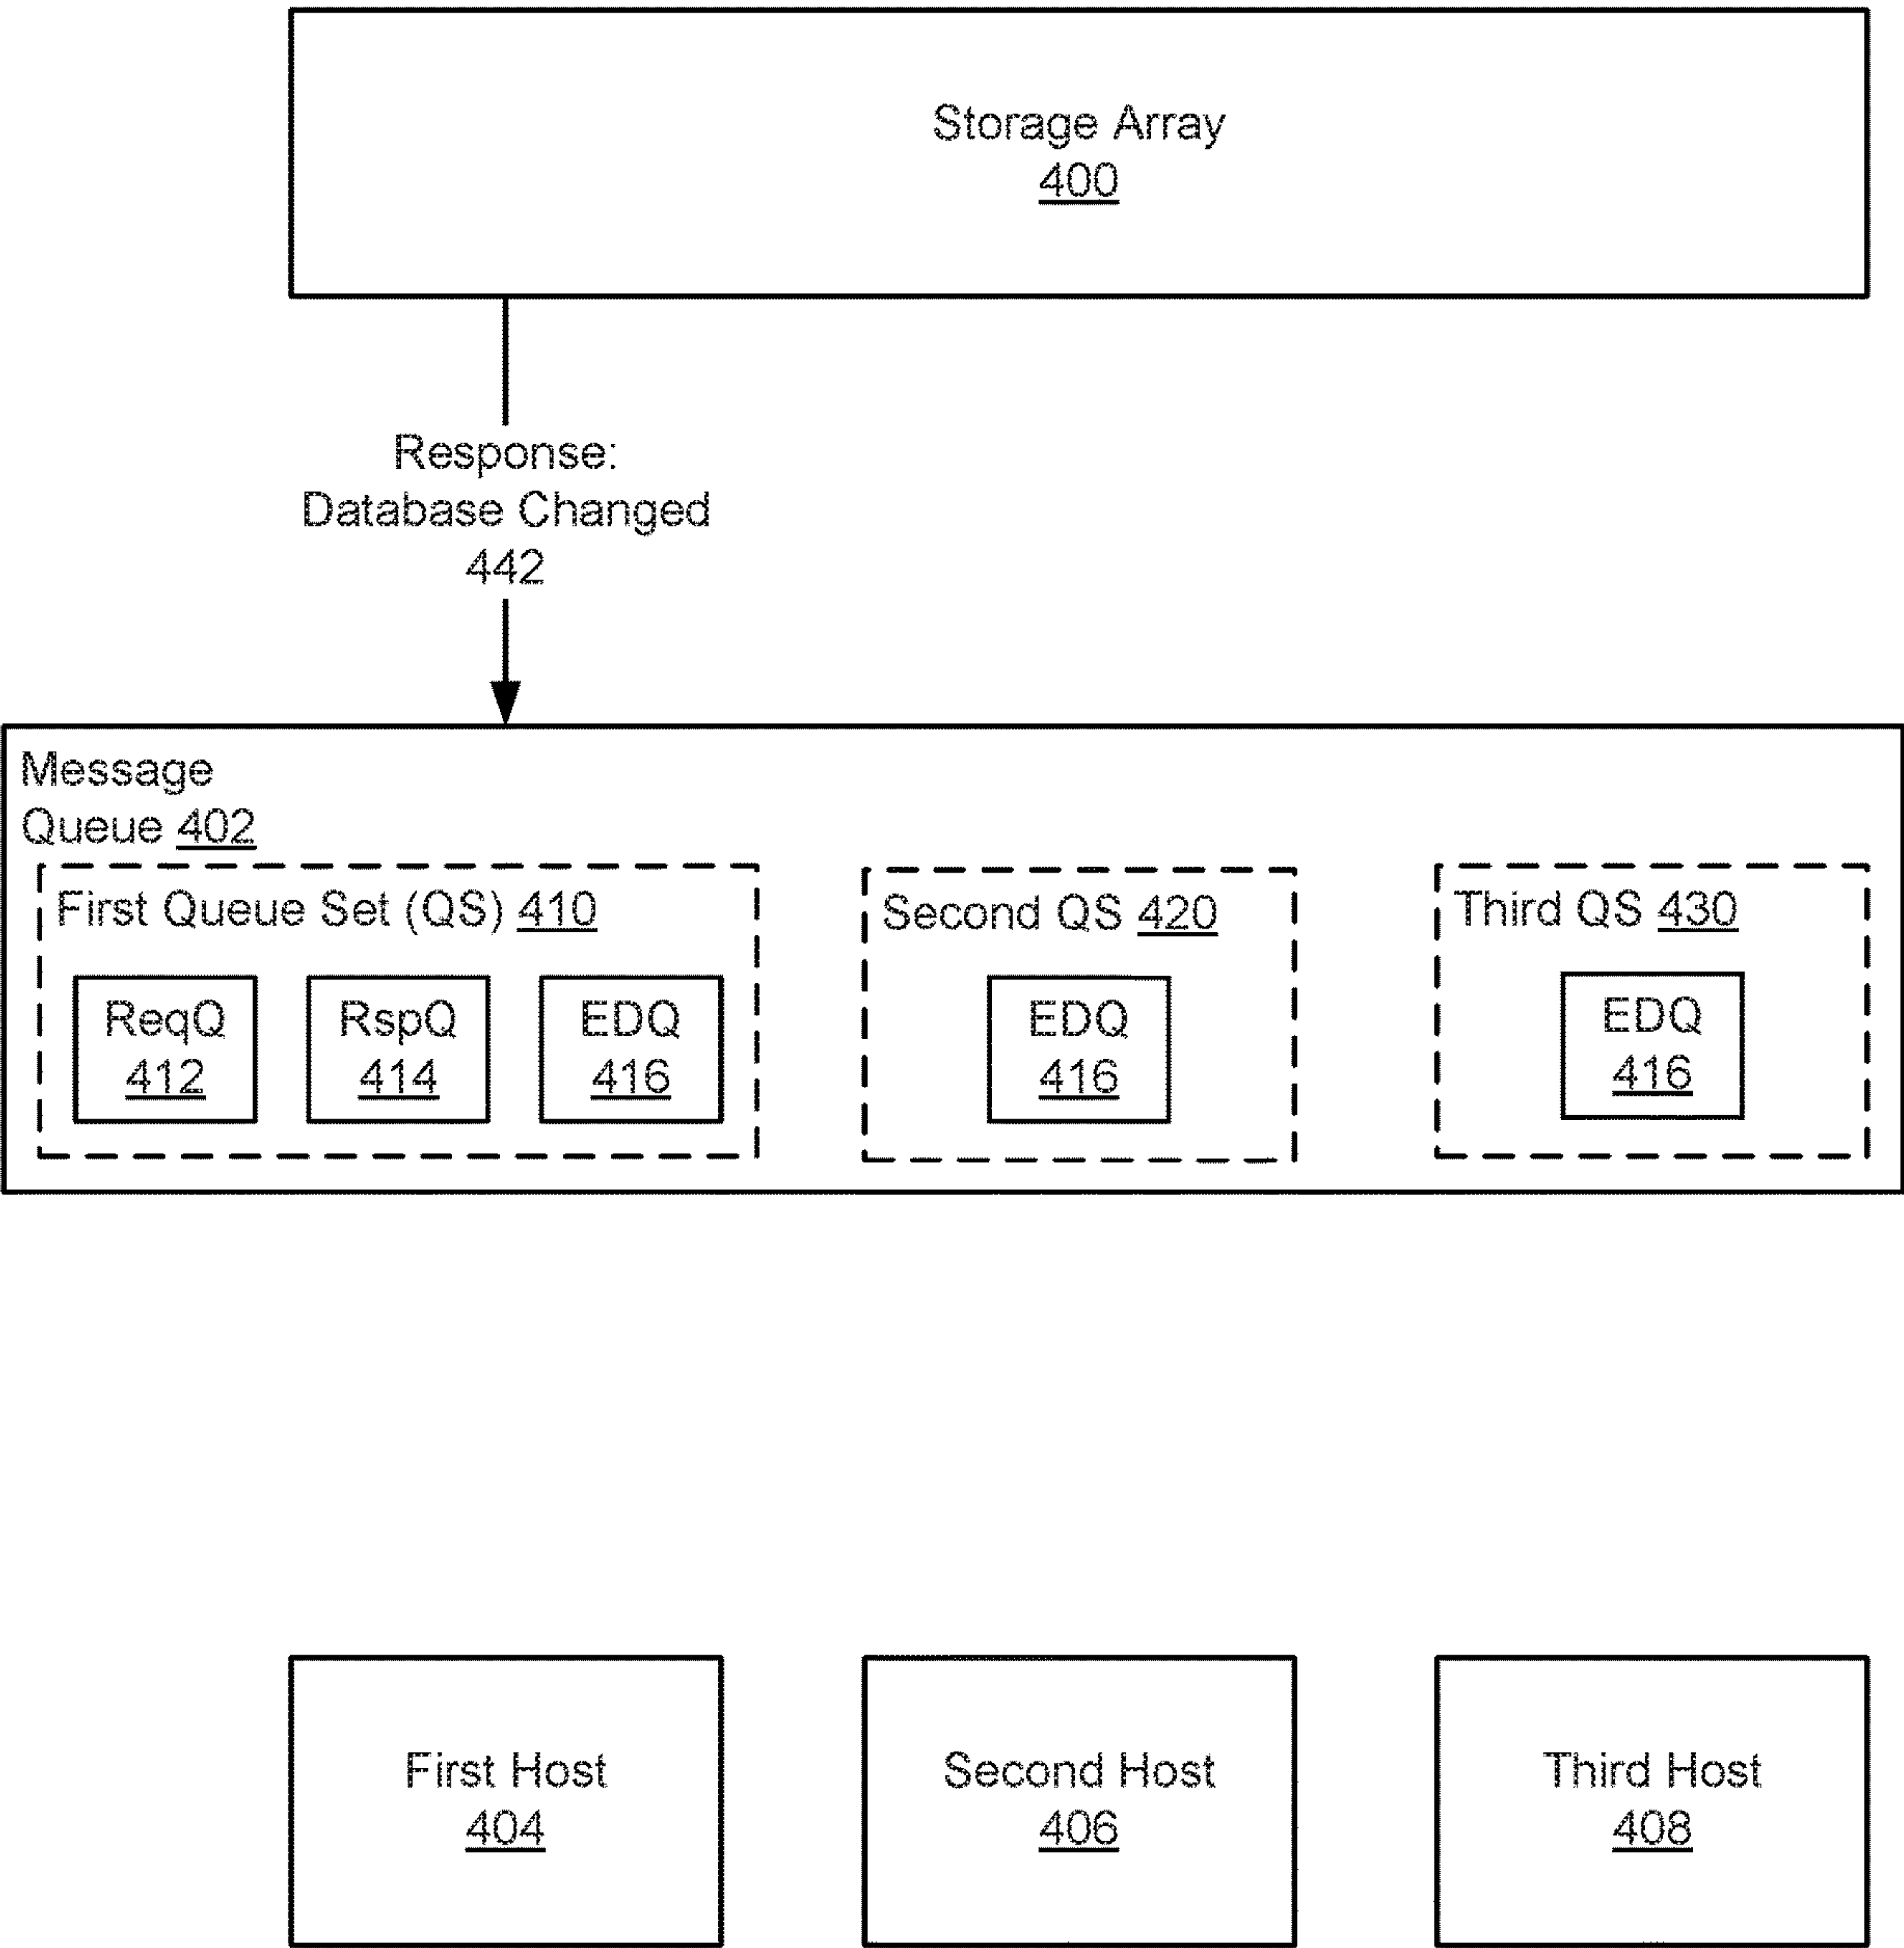 Storage Array
400
Response:
Database Changed
442
Message
Queue 402
First Queue Set (QS) 410
Second QS 420
Third QS 430
ReqQ
412
RspQ
414
EDQ
416
EDQ
416
EDQ
416
First Host
404
Second Host
406
Third Host
408